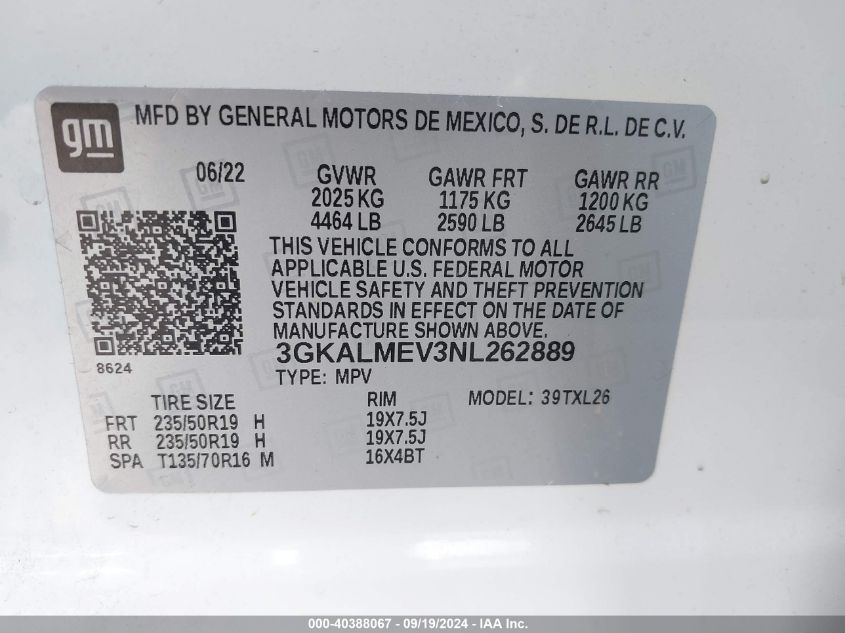 gm
MFD BY GENERAL MOTORS DE MEXICO, S. DE R.L. DE C.V.
06/22 GVWR GAWR FRT GAWR RR
2025 KG 1175 KG 1200 KG
4464 LB 2590 LB 2645 LB
THIS VEHICLE CONFORMS TO ALL
APPLICABLE U.S. FEDERAL MOTOR
VEHICLE SAFETY AND THEFT PREVENTION
STANDARDS IN EFFECT ON THE DATE OF
MANUFACTURE SHOWN ABOVE.
3GKALMEV3NL262889
8624
TYPE: MPV
TIRE SIZE RIM MODEL: 39TXL26
FRT 235/50R19 H 19X7.5J
RR 235/50R19 H 19X7.5J
SPA T135/70R16 M 16X4BT
000-40388067 - 09/19/2024 - IAA Inc.